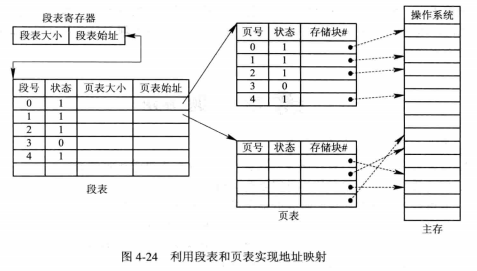 段表寄存器
段表大小 段表始址
段号 状态 页表大小 页表始址
0 1
1 1
2 1
3 0
4 1
段表
页号 状态 存储块#
0 1
1 1
2 1
3 0
4 1
页号 状态 存储块#
页表
操作系统
主存
图 4-24 利用段表和页表实现地址映射